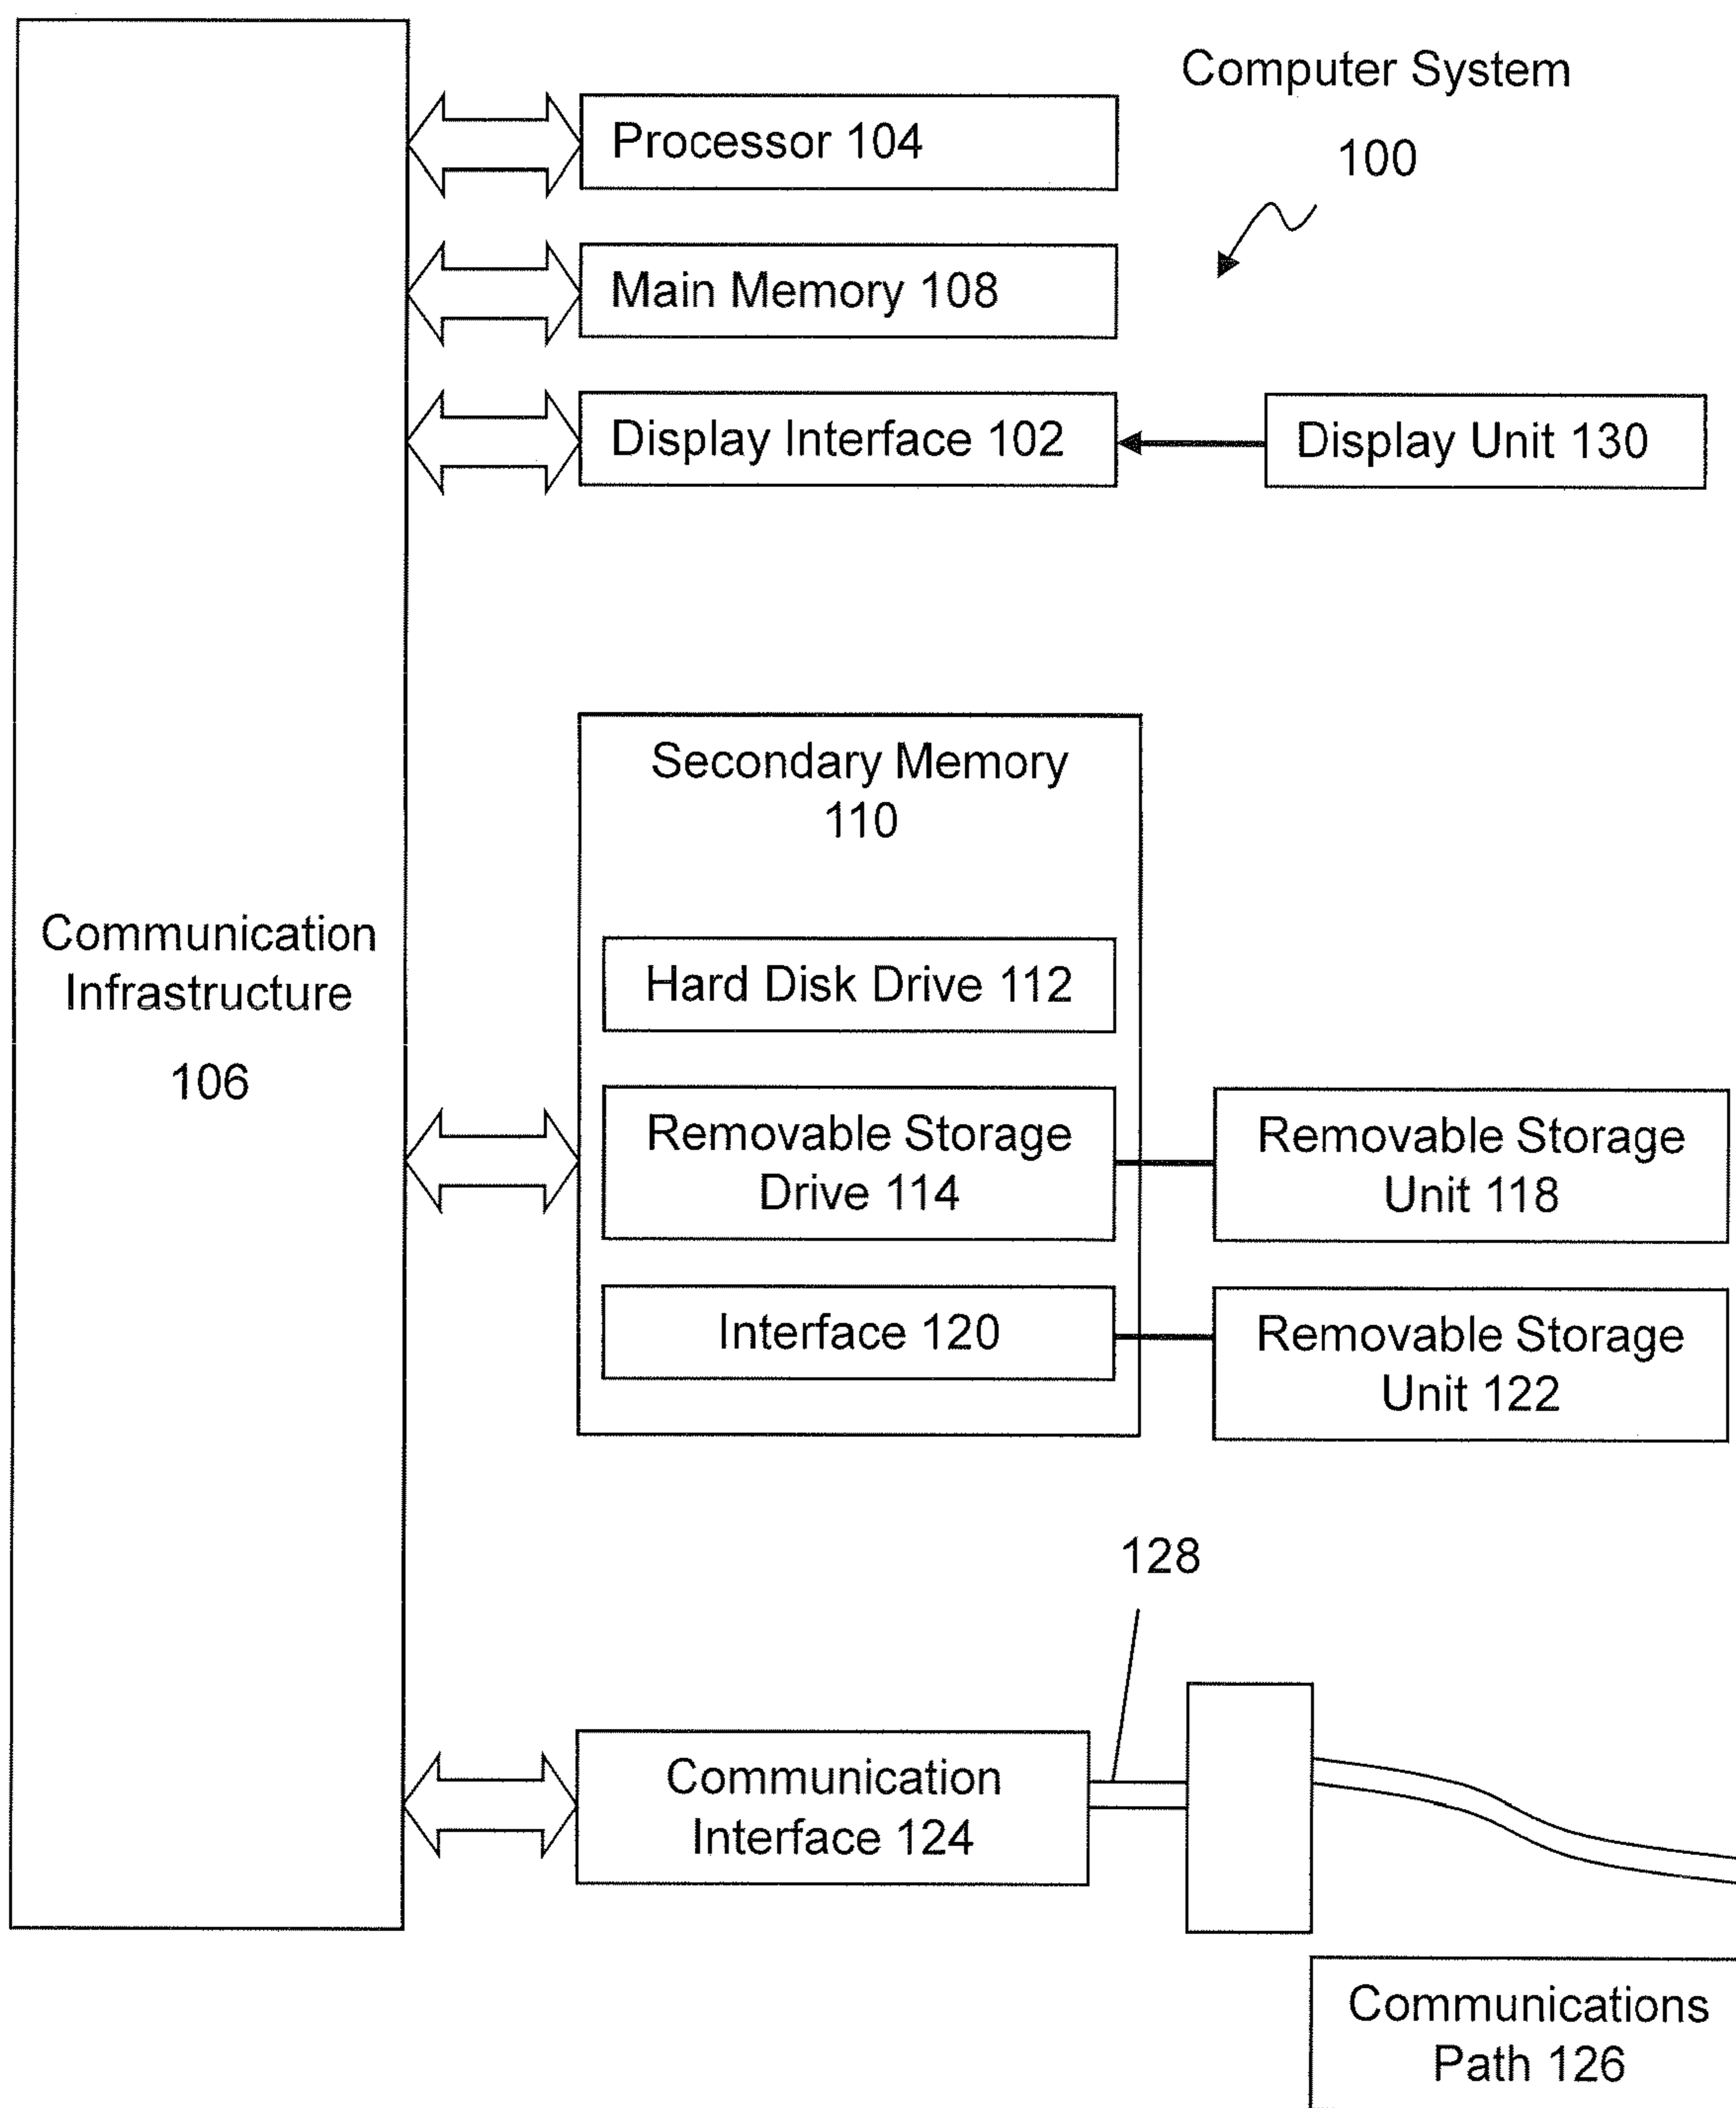 Computer System
100
Processor 104
Main Memory 108
Display Interface 102
Display Unit 130
Secondary Memory
110
Communication
Infrastructure
106
Hard Disk Drive 112
Removable Storage
Drive 114
Removable Storage
Unit 118
Interface 120
Removable Storage
Unit 122
128
Communication
Interface 124
Communications
Path 126